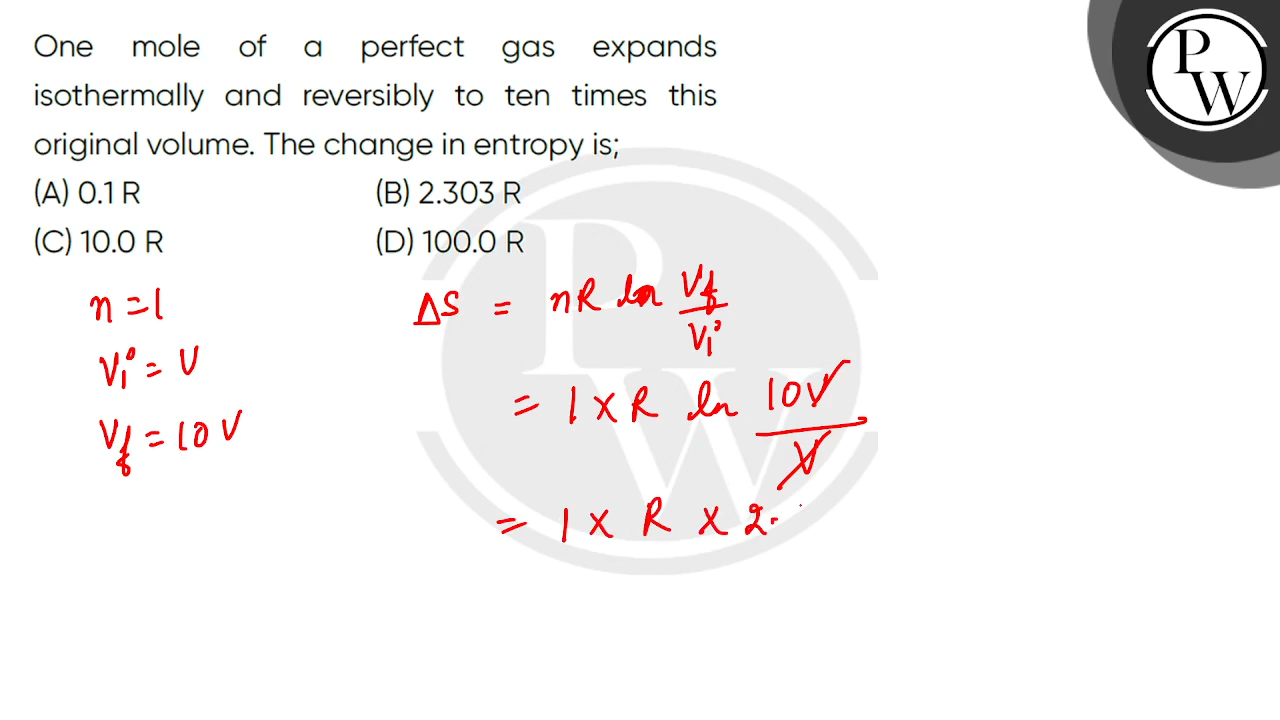 One mole of a perfect gas expands
isothermally and reversibly to ten times this
original volume. The change in entropy is;
(A) 0.1 R (B) 2.303 R
(C) 10.0 R (D) 100.0 R
n = 1
Vi = V
Vf = 10 V
ΔS = nR ln Vf/Vi
= 1 × R ln 10V/V
= 1 × R × 2.
PW
PW